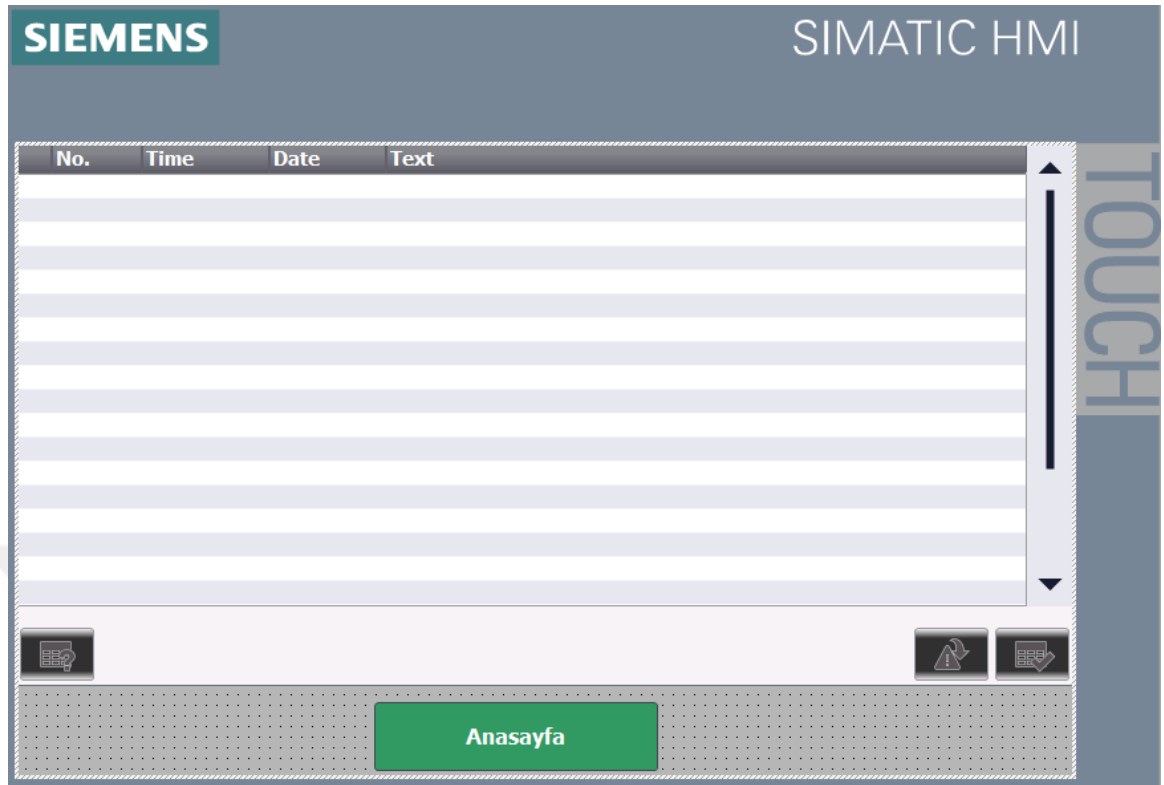 SIEMENS
SIMATIC HMI
TOUCH
No. Time Date Text
Anasayfa